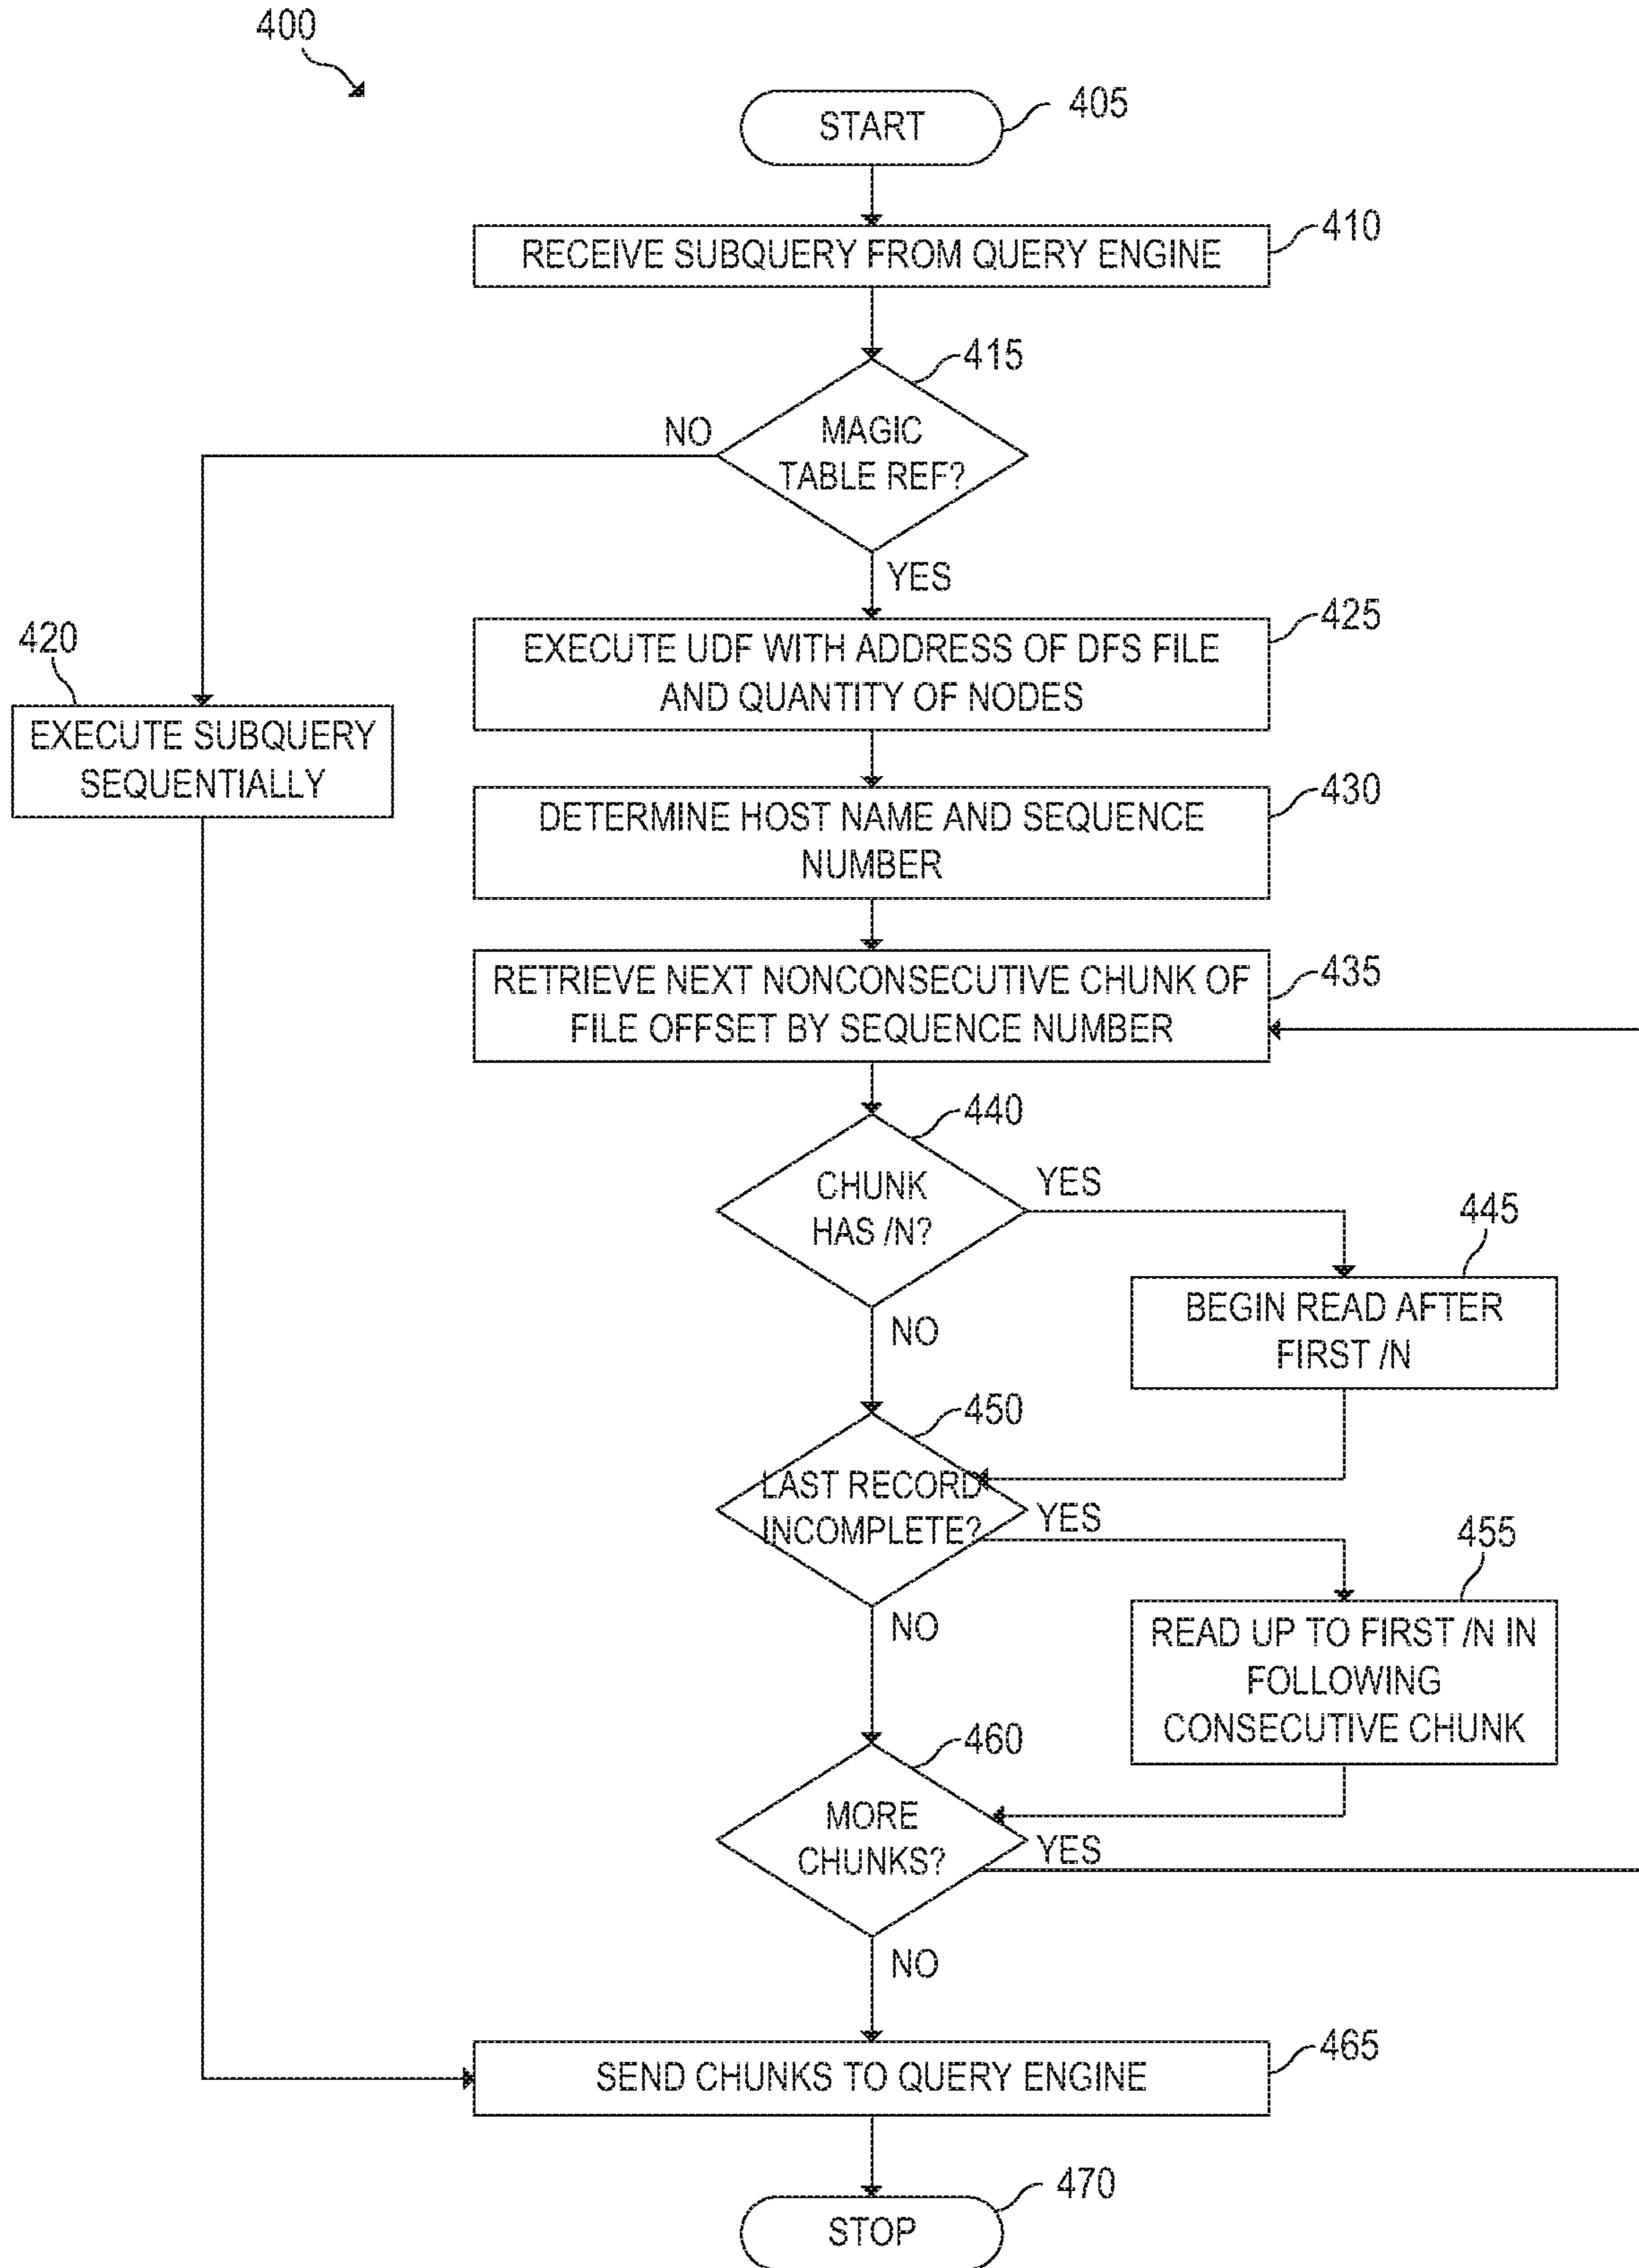 400
START
405
RECEIVE SUBQUERY FROM QUERY ENGINE
410
415
MAGIC
TABLE REF?
NO
YES
420
EXECUTE SUBQUERY
SEQUENTIALLY
425
EXECUTE UDF WITH ADDRESS OF DFS FILE
AND QUANTITY OF NODES
430
DETERMINE HOST NAME AND SEQUENCE
NUMBER
435
RETRIEVE NEXT NONCONSECUTIVE CHUNK OF
FILE OFFSET BY SEQUENCE NUMBER
440
CHUNK
HAS /N?
YES
NO
445
BEGIN READ AFTER
FIRST /N
450
LAST RECORD
INCOMPLETE?
YES
NO
455
READ UP TO FIRST /N IN
FOLLOWING
CONSECUTIVE CHUNK
460
MORE
CHUNKS?
YES
NO
465
SEND CHUNKS TO QUERY ENGINE
470
STOP